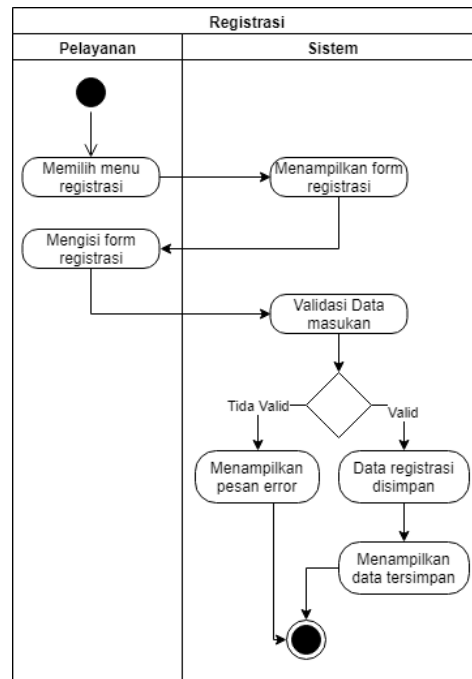 Registrasi
Pelayanan
Sistem
Memilih menu
registrasi
Menampilkan form
registrasi
Mengisi form
registrasi
Validasi Data
masukan
Tida Valid
Valid
Menampilkan
pesan error
Data registrasi
disimpan
Menampilkan
data tersimpan